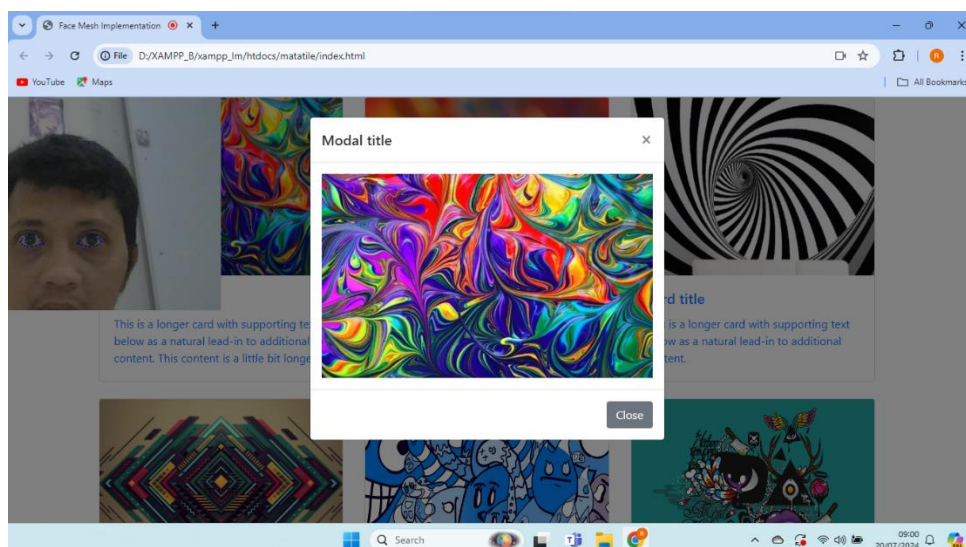 Face Mesh Implementation
File D:/XAMPP_B/xampp_lm/htdocs/matatile/index.html
YouTube Maps All Bookmarks
Modal title
rd title
This is a longer card with supporting te
below as a natural lead-in to additional
content. This content is a little bit longe
is a longer card with supporting text
ow as a natural lead-in to additional
tent.
Close
Search
09:00
20/07/2024